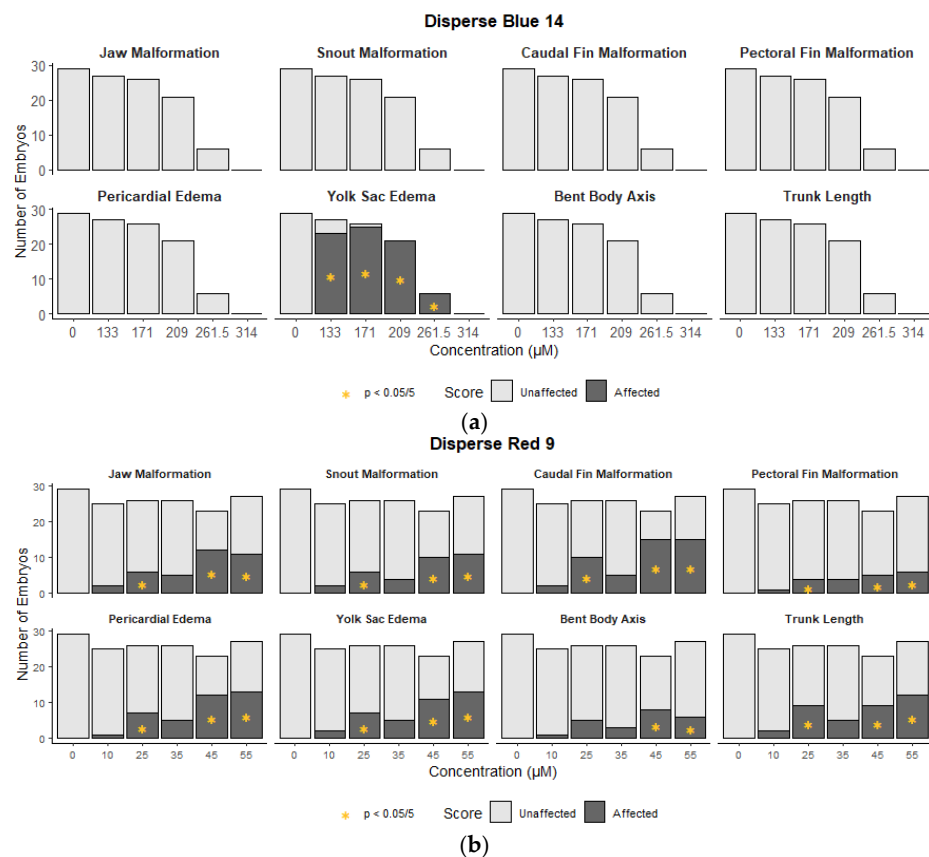 Disperse Blue 14
Jaw Malformation
Snout Malformation
Caudal Fin Malformation
Pectoral Fin Malformation
30
20
10
0
Number of Embryos
Pericardial Edema
Yolk Sac Edema
Bent Body Axis
Trunk Length
30
20
10
0
* * * *
0 133 171 209 261.5 314
0 133 171 209 261.5 314
0 133 171 209 261.5 314
0 133 171 209 261.5 314
Concentration (µM)
* p < 0.05/5 Score Unaffected Affected
(a)
Disperse Red 9
Jaw Malformation
Snout Malformation
Caudal Fin Malformation
Pectoral Fin Malformation
30
20
10
0
* * *
* * *
* * *
* * *
Number of Embryos
Pericardial Edema
Yolk Sac Edema
Bent Body Axis
Trunk Length
30
20
10
0
* * *
* * *
* *
* * *
0 10 25 35 45 55
0 10 25 35 45 55
0 10 25 35 45 55
0 10 25 35 45 55
Concentration (µM)
* p < 0.05/5 Score Unaffected Affected
(b)